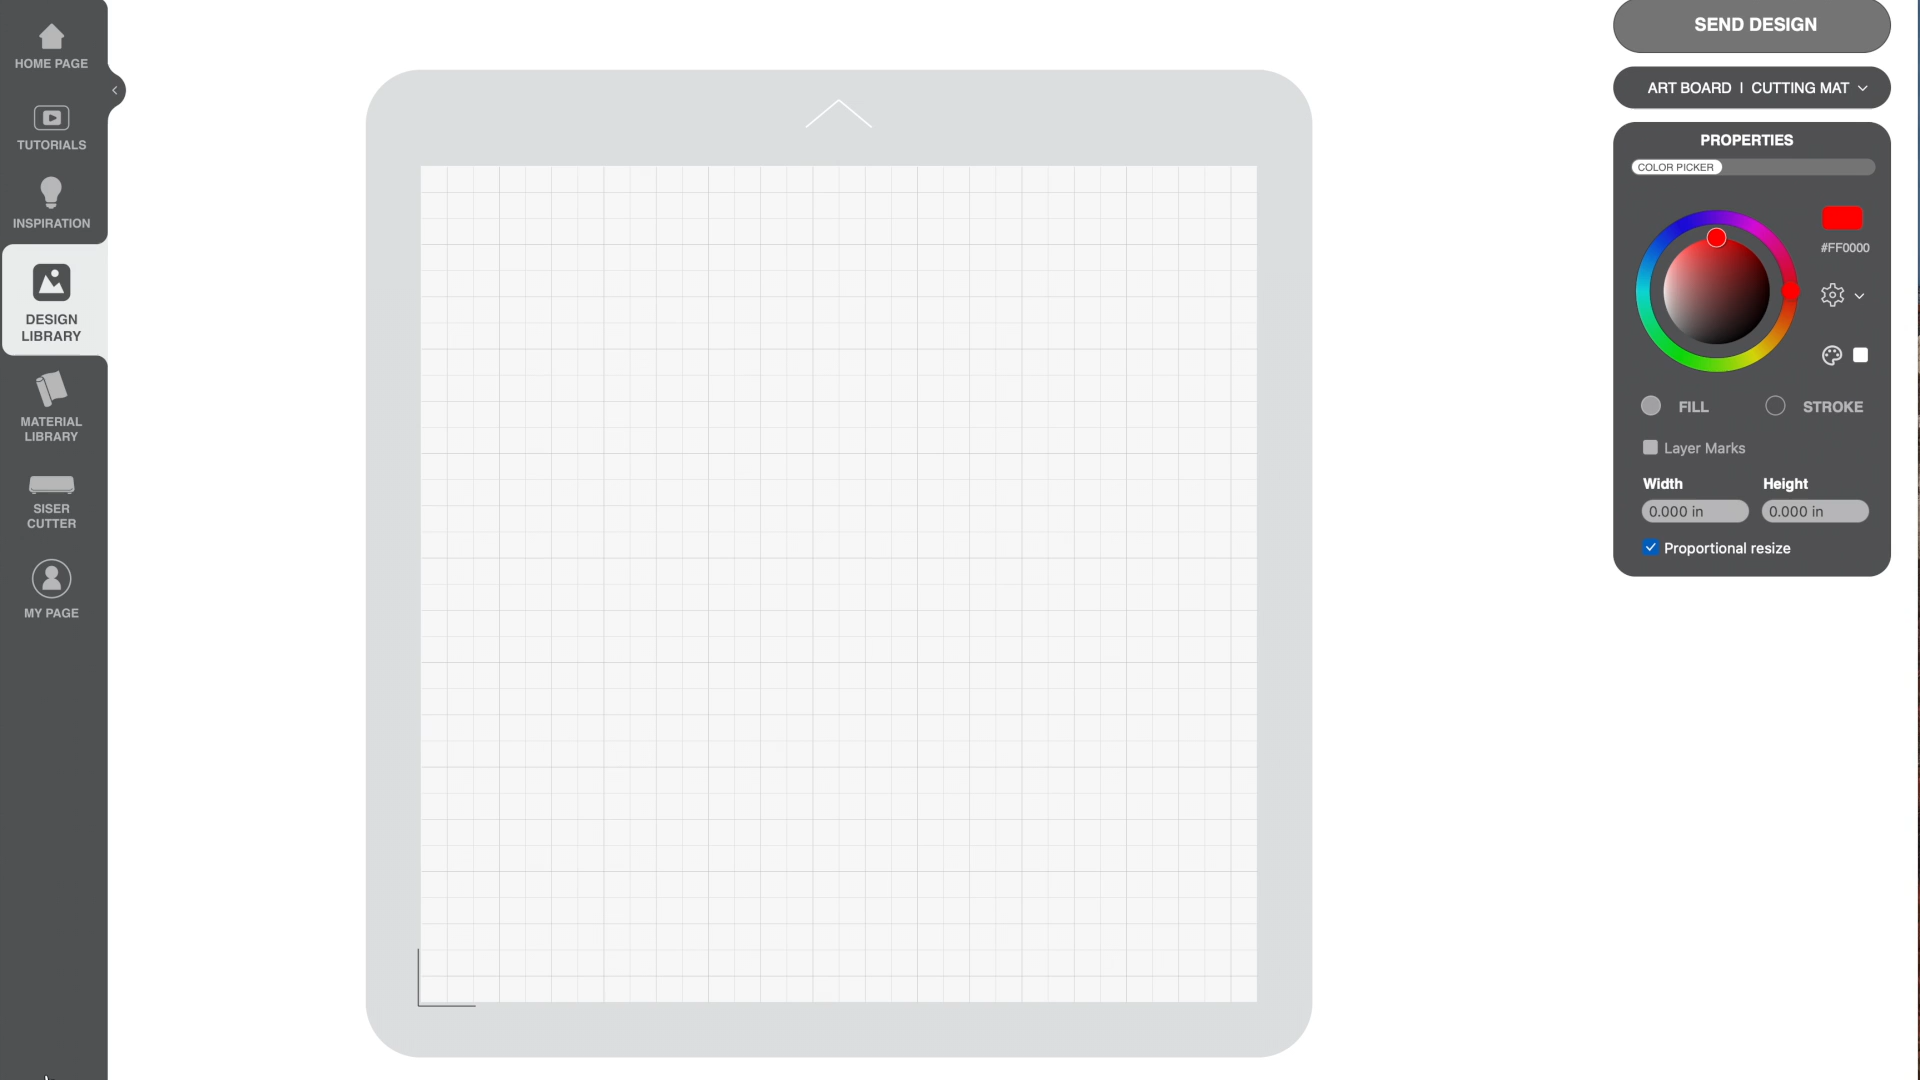 HOME PAGE
TUTORIALS
INSPIRATION
DESIGN
LIBRARY
MATERIAL
LIBRARY
SISER
CUTTER
MY PAGE
SEND DESIGN
ART BOARD | CUTTING MAT
PROPERTIES
COLOR PICKER
#FF0000
FILL STROKE
Layer Marks
Width Height
0.000 in 0.000 in
Proportional resize